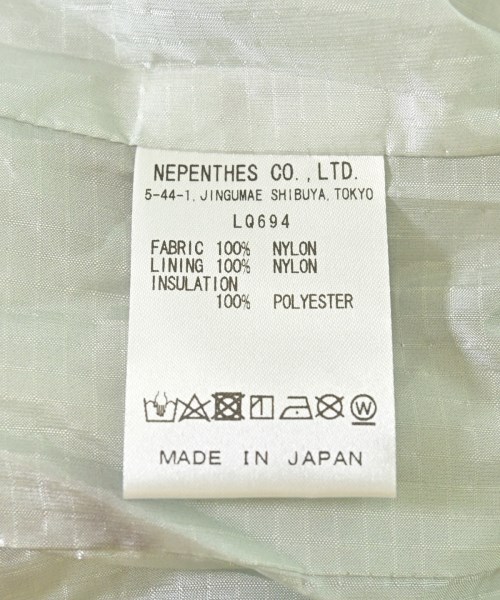 NEPENTHES CO.,LTD.
5-44-1, JINGUMAE SHIBUYA, TOKYO
LQ694
FABRIC 100% NYLON
LINING 100% NYLON
INSULATION
100% POLYESTER
W
MADE IN JAPAN